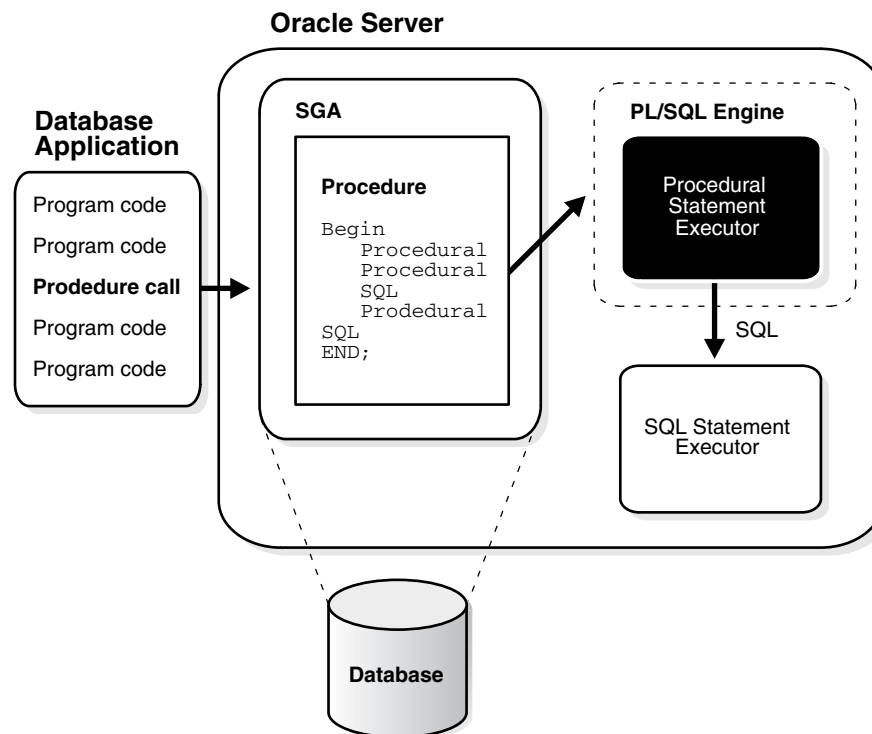 Oracle Server
Database
Application
Program code
Program code
Prodedure call
Program code
Program code
SGA
Procedure
Begin
Procedural
Procedural
SQL
Prodedural
SQL
END;
PL/SQL Engine
Procedural
Statement
Executor
SQL
SQL Statement
Executor
Database